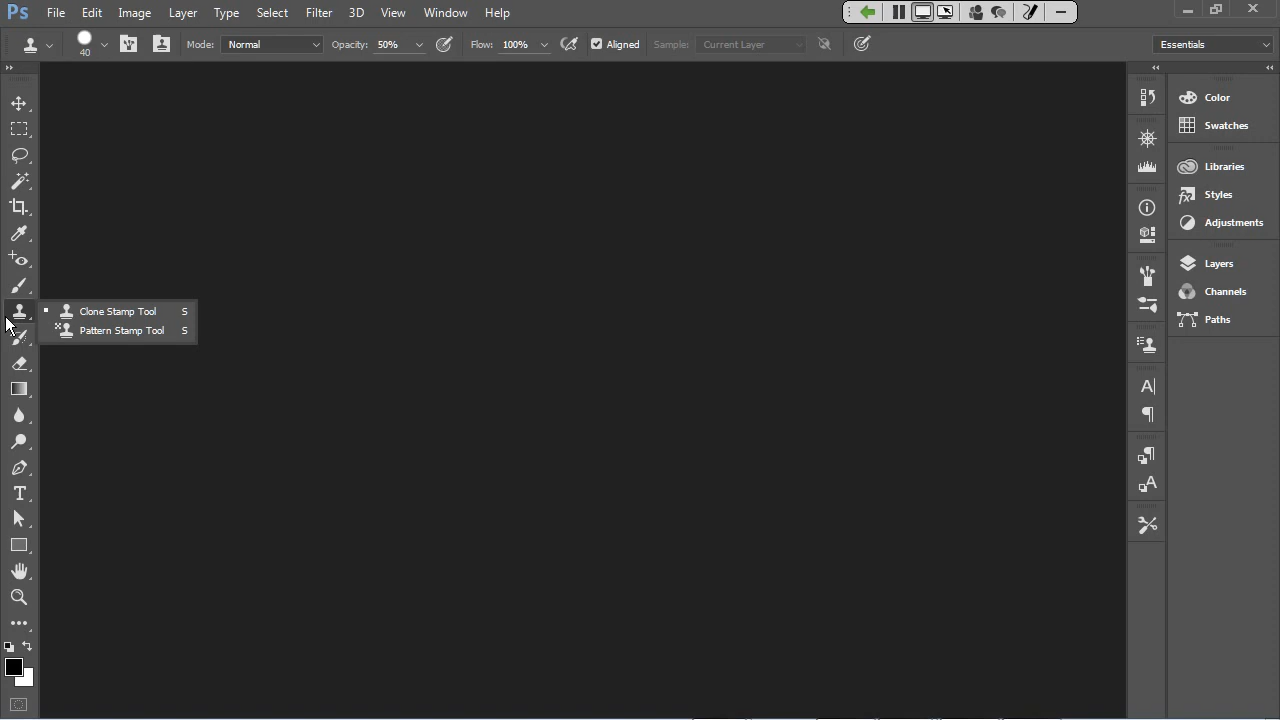 Ps File Edit Image Layer Type Select Filter 3D View Window Help
40 Mode: Normal Opacity: 50% Flow: 100% Aligned Sample: Current Layer Essentials
Color
Swatches
Libraries
Styles
Adjustments
Layers
Channels
Paths
Clone Stamp Tool S
Pattern Stamp Tool S